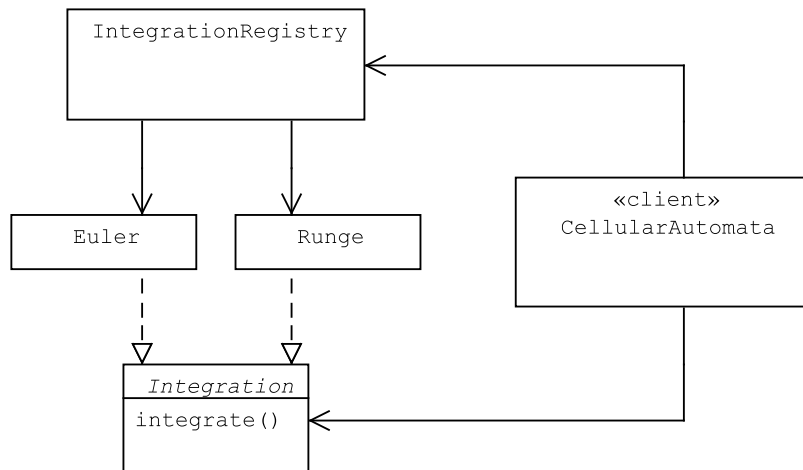 IntegrationRegistry
«client»
CellularAutomata
Euler
Runge
Integration
integrate()